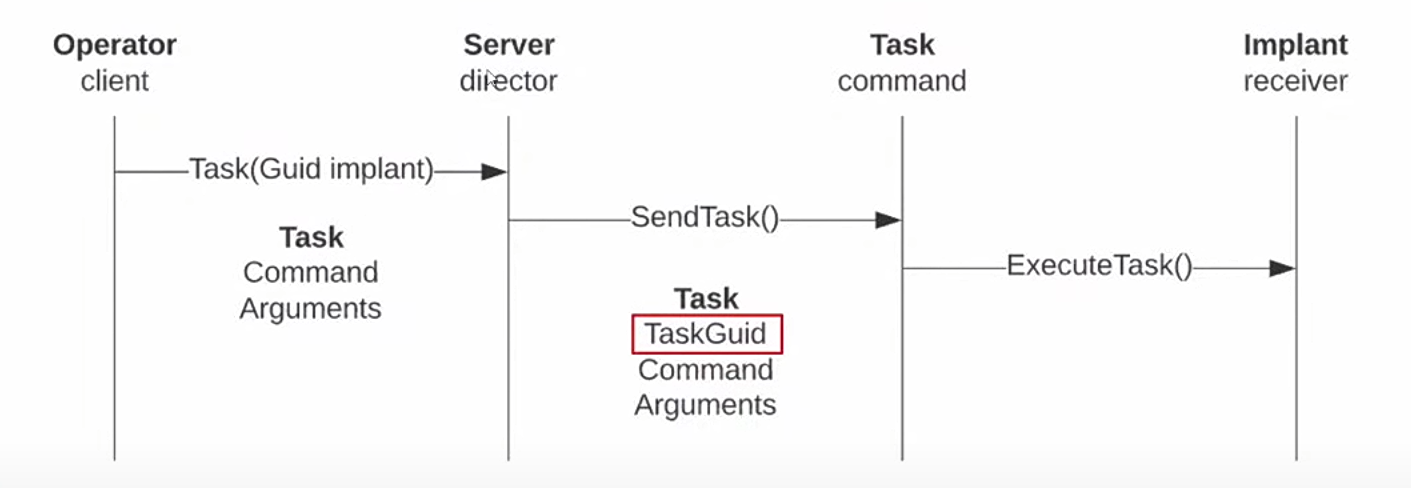 Operator
client
Server
director
Task
command
Implant
receiver
Task(Guid implant)
SendTask()
ExecuteTask()
Task
Command
Arguments
Task
TaskGuid
Command
Arguments